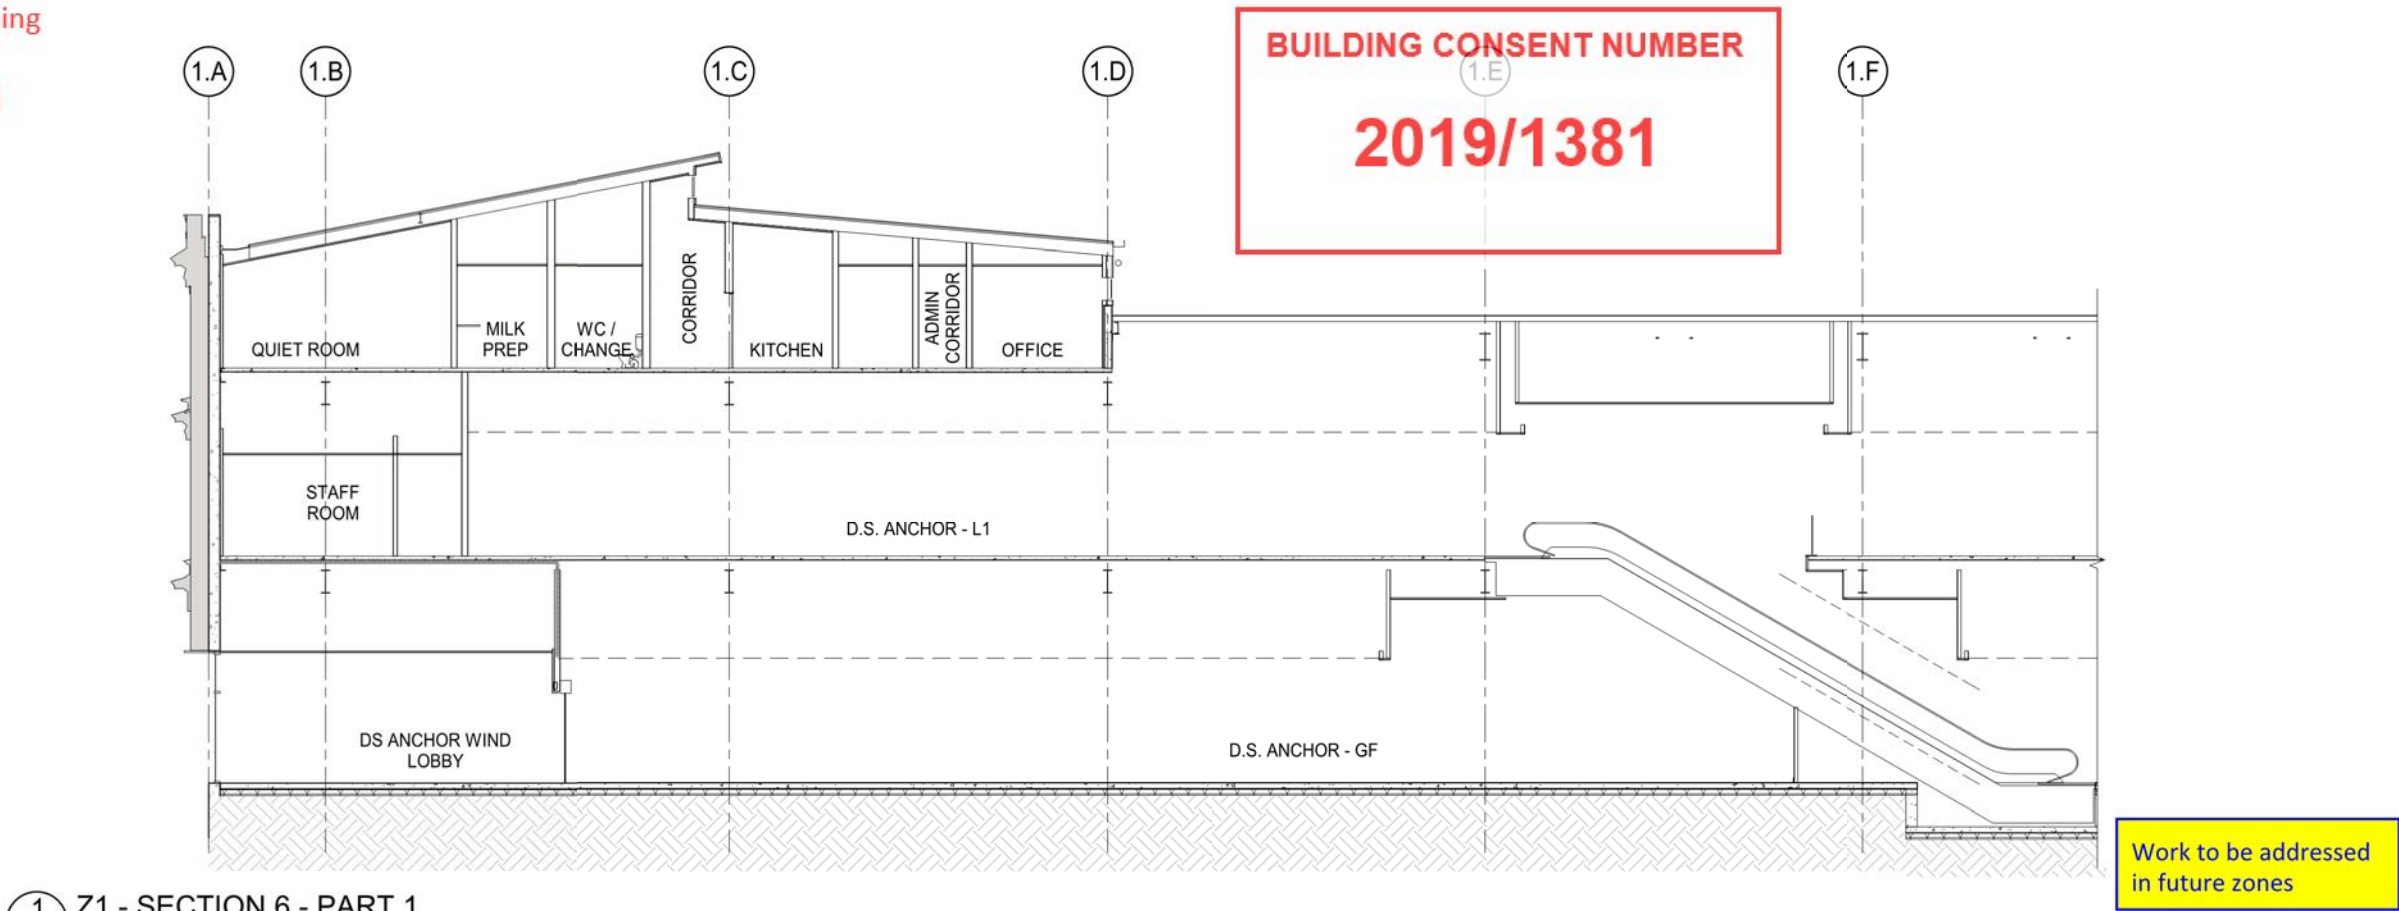 ing
1.A
1.B
1.C
1.D
1.E
1.F
BUILDING CONSENT NUMBER
2019/1381
QUIET ROOM
MILK
PREP
WC /
CHANGE
CORRIDOR
KITCHEN
ADMIN
CORRIDOR
OFFICE
STAFF
ROOM
D.S. ANCHOR - L1
DS ANCHOR WIND
LOBBY
D.S. ANCHOR - GF
Work to be addressed
in future zones
1
Z1 - SECTION 6 - PART 1